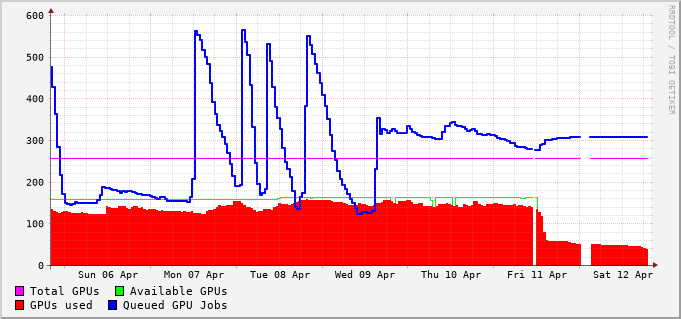 600
500
400
300
200
100
0
Sun 06 Apr Mon 07 Apr Tue 08 Apr Wed 09 Apr Thu 10 Apr Fri 11 Apr Sat 12 Apr
Total GPUs Available GPUs
GPUs used Queued GPU Jobs
RRDTOOL / TOBI OETIKER